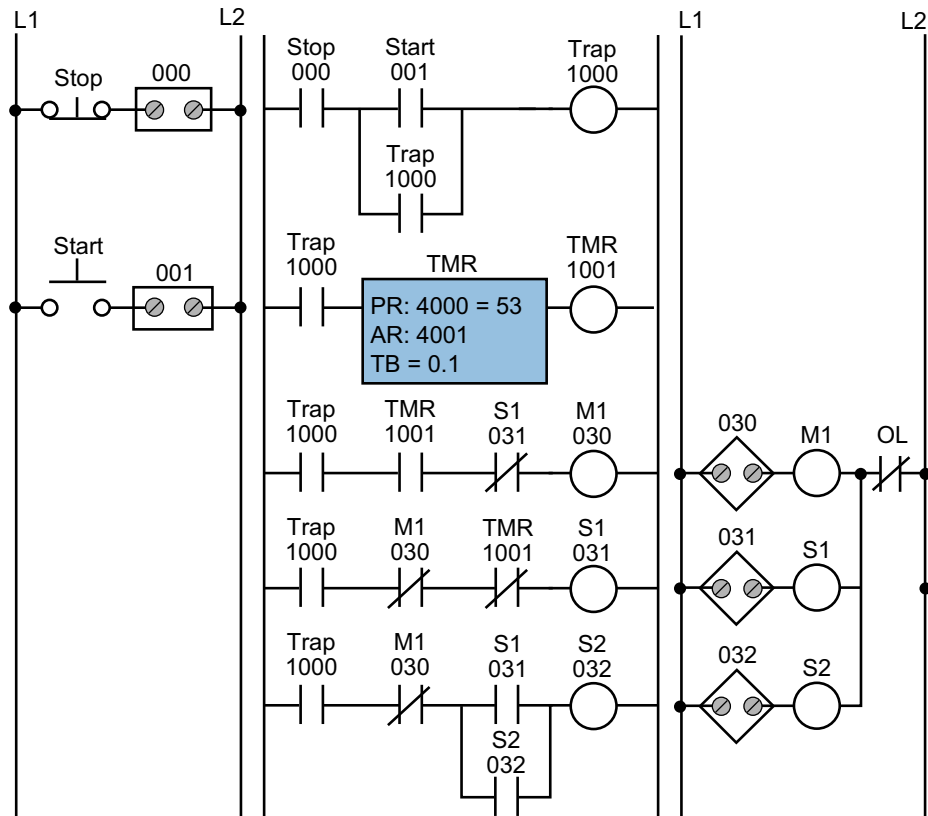 L1
L2
L1
L2
Stop
000
Stop
000
Start
001
Trap
1000
Trap
1000
Start
001
Trap
1000
TMR
TMR
1001
PR: 4000 = 53
AR: 4001
TB = 0.1
Trap
1000
TMR
1001
S1
031
M1
030
030
M1
OL
Trap
1000
M1
030
TMR
1001
S1
031
031
S1
Trap
1000
M1
030
S1
031
S2
032
032
S2
S2
032